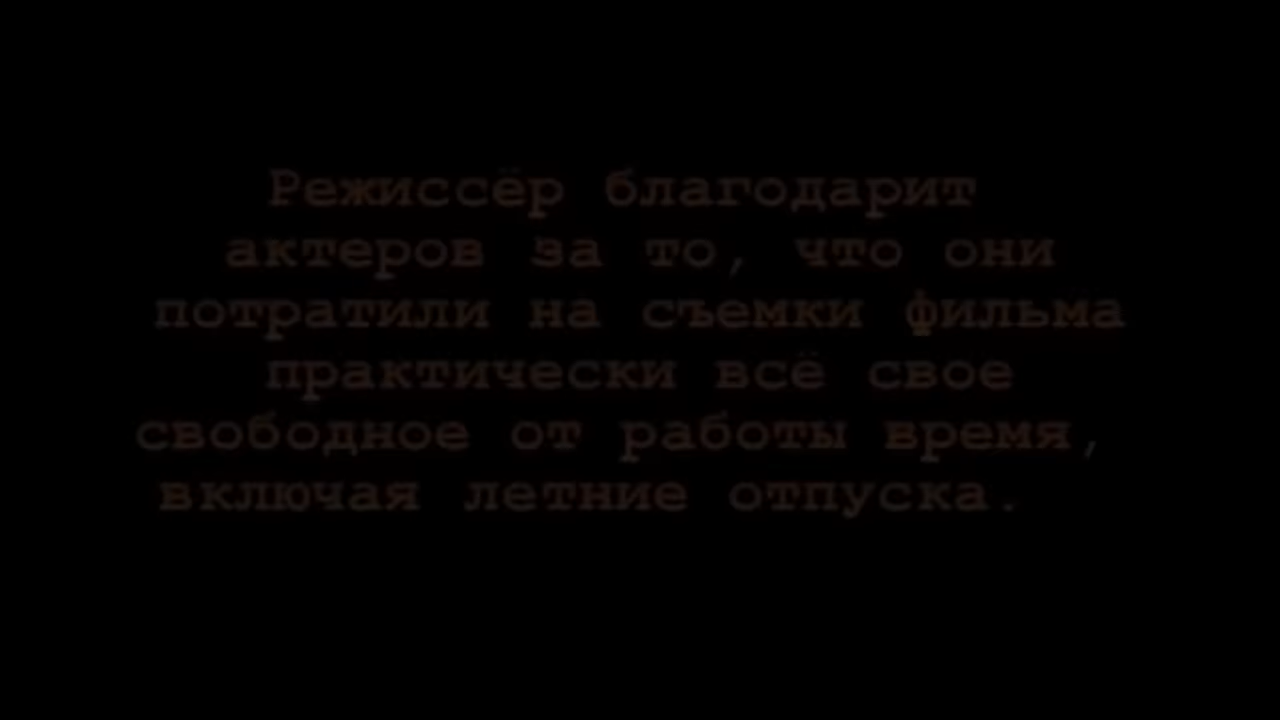 Режиссёр благодарит
актеров за то, что они
потратили на съемки фильма
практически всё свое
свободное от работы время,
включая летние отпуска.